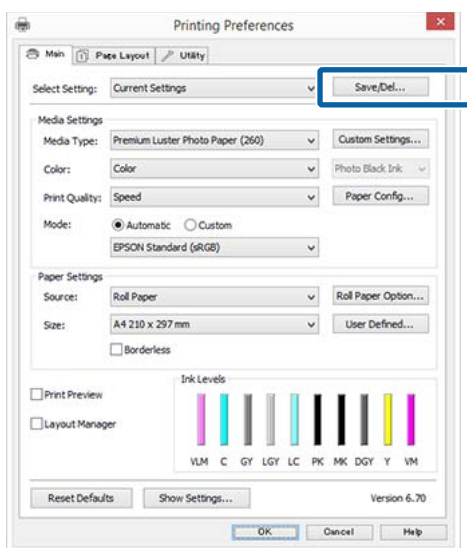 Printing Preferences
Main Page Layout Utility
Select Setting: Current Settings Save/Del...
Media Settings
Media Type: Premium Luster Photo Paper (260) Custom Settings...
Color: Color Photo Black Ink
Print Quality: Speed Paper Config...
Mode: Automatic Custom
EPSON Standard (sRGB)
Paper Settings
Source: Roll Paper Roll Paper Option...
Size: A4 210 x 297 mm User Defined...
Borderless
Ink Levels
Print Preview
Layout Manager
VLM C GY LGY LC PK MK DGY Y VM
Reset Defaults Show Settings... Version 6.70
OK Cancel Help